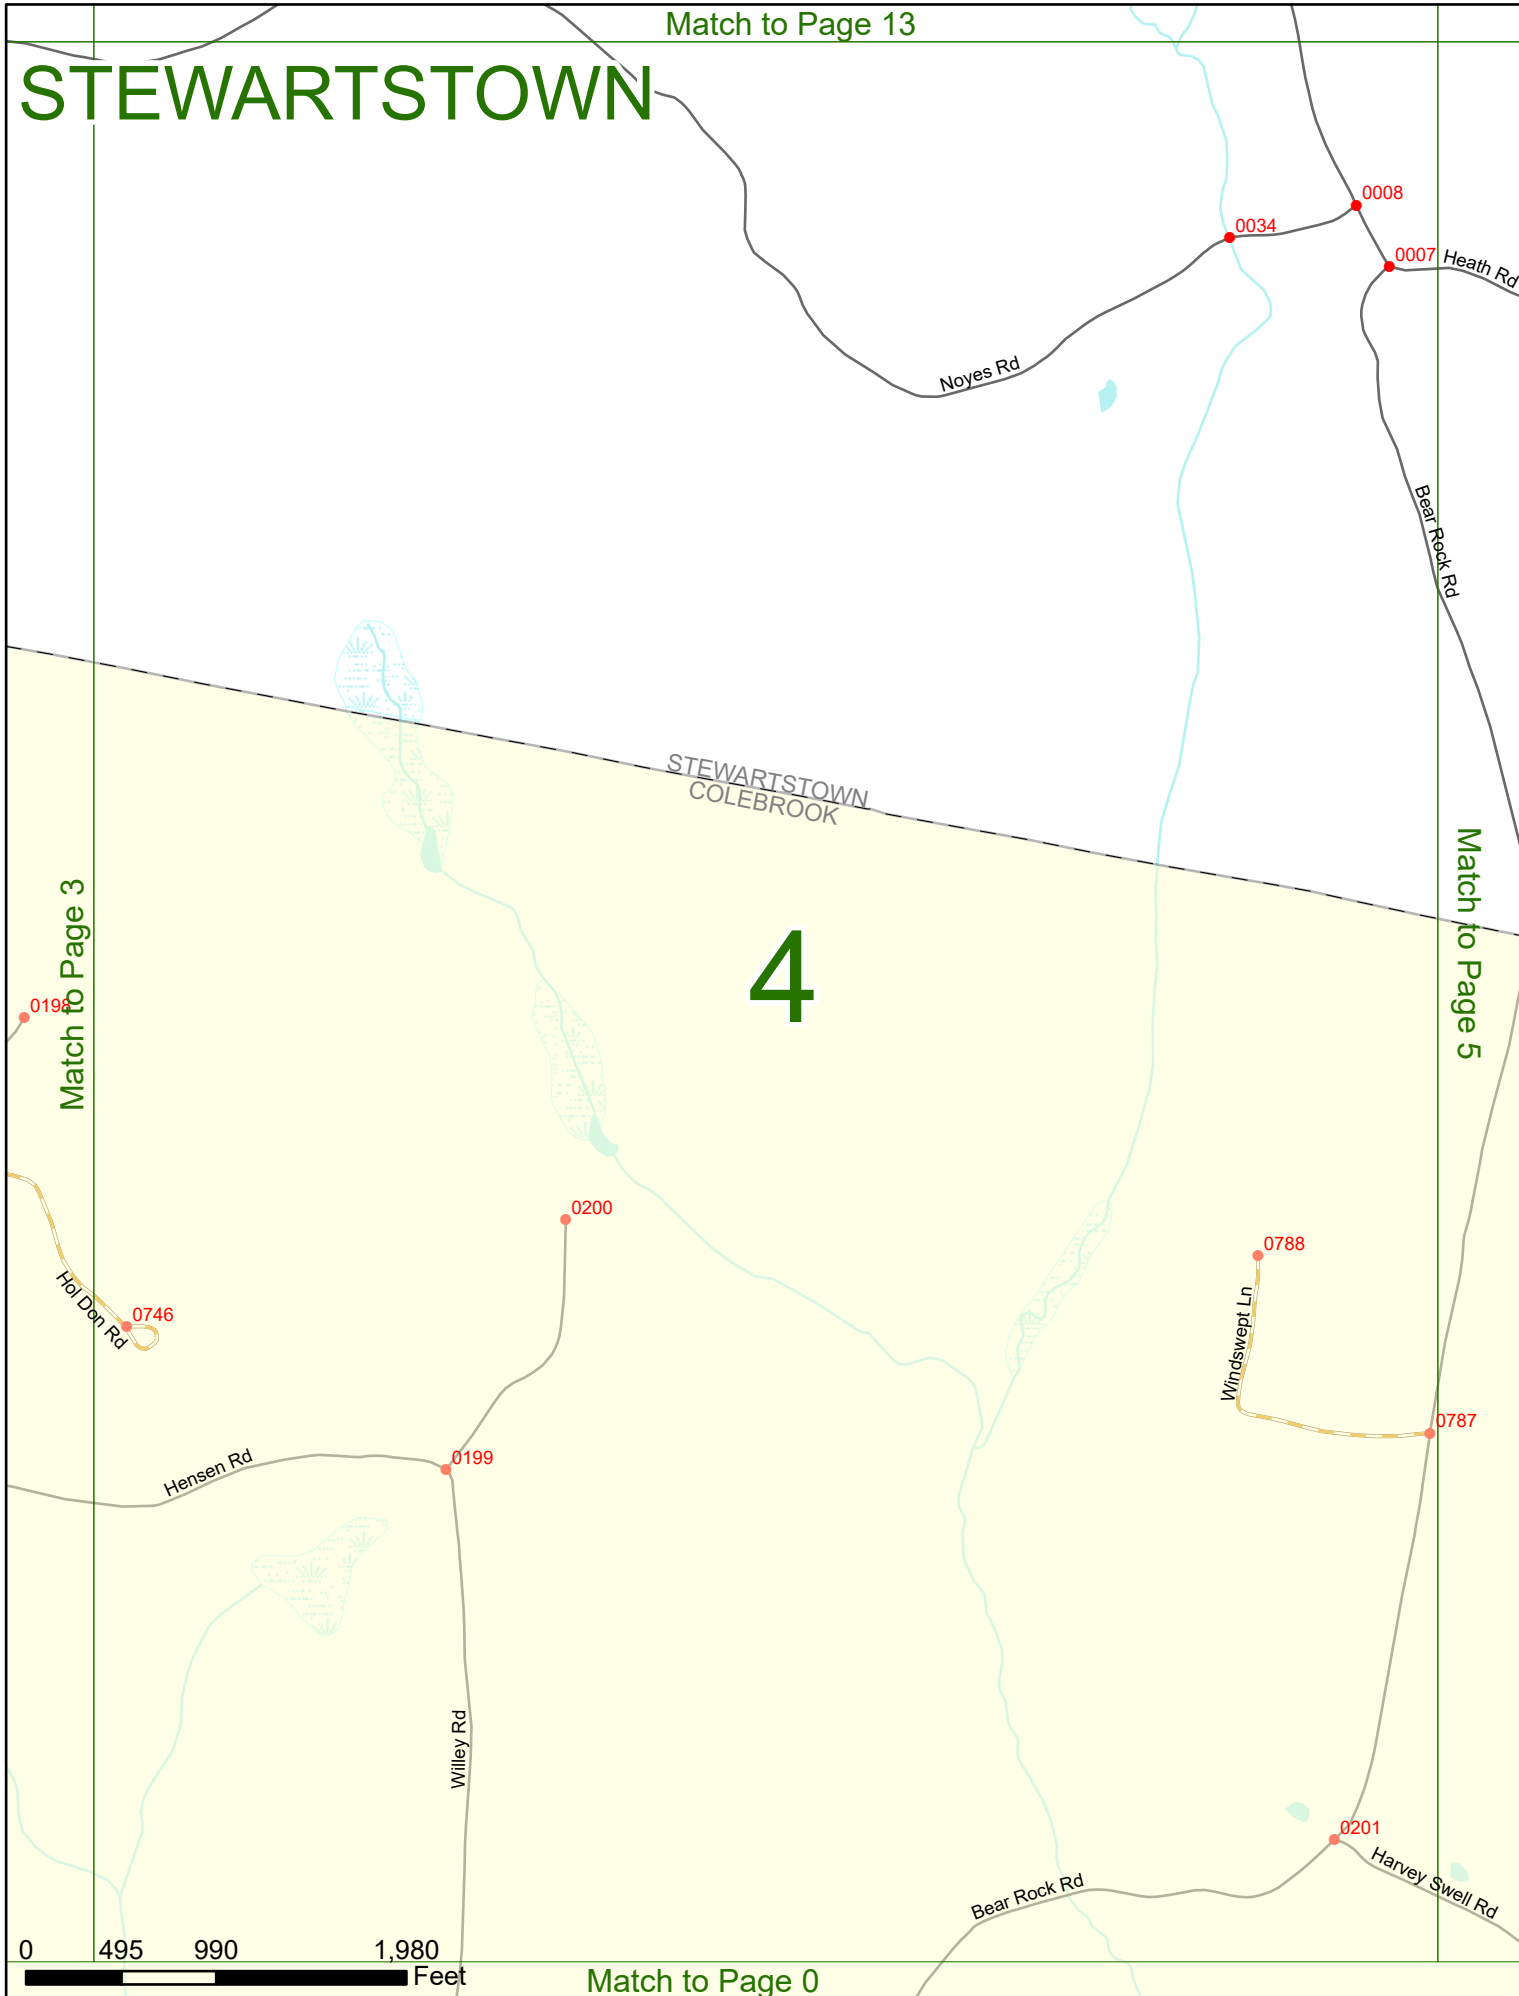 Match to Page 13
STEWARTSTOWN
0008
0034
0007
Heath Rd
Noyes Rd
Bear Rock Rd
STEWARTSTOWN
COLEBROOK
Match to Page 3
4
Match to Page 5
0198
0200
0788
Hol Don Rd
0746
Windswept Ln
0787
Hensen Rd
0199
Willey Rd
0201
Bear Rock Rd
Harvey Swell Rd
0 495 990 1,980
Feet
Match to Page 0